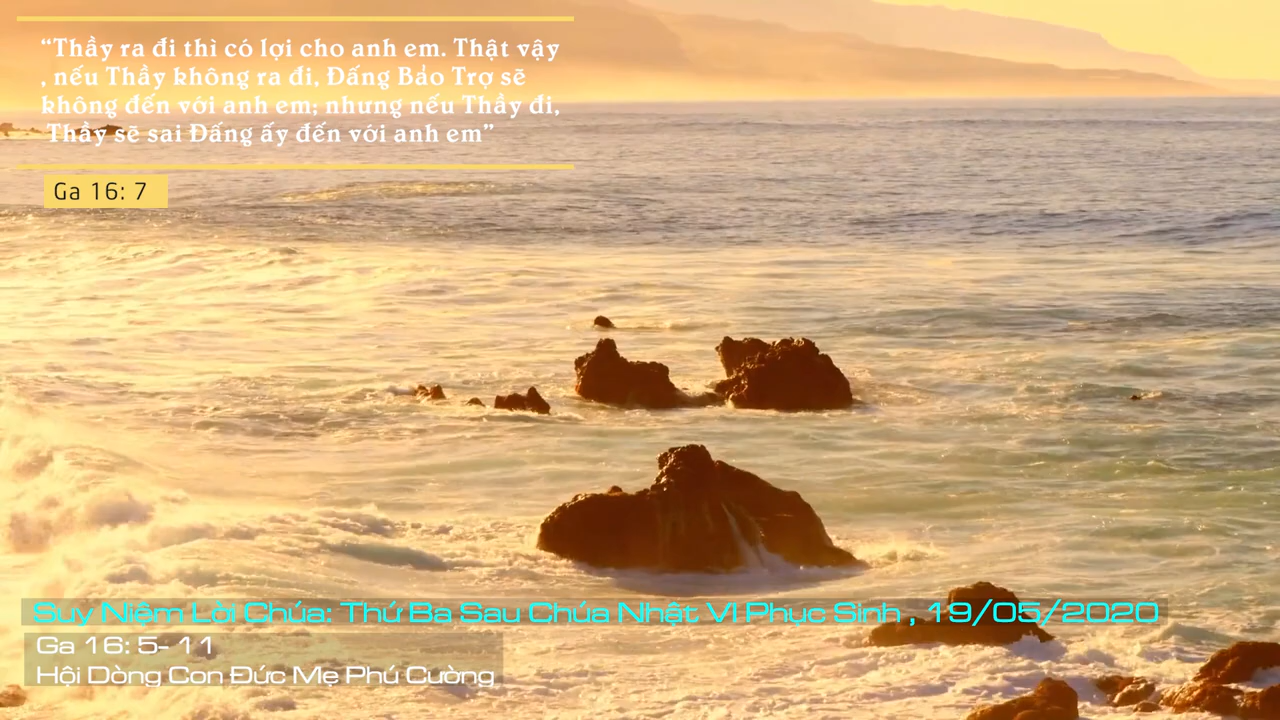 “Thầy ra đi thì có lợi cho anh em. Thật vậy
, nếu Thầy không ra đi, Đấng Bảo Trợ sẽ
không đến với anh em; nhưng nếu Thầy đi,
Thầy sẽ sai Đấng ấy đến với anh em”
Ga 16: 7
Suy Niệm Lời Chúa: Thứ Ba Sau Chúa Nhật VI Phục Sinh , 19/05/2020
Ga 16: 5- 11
Hội Dòng Con Đức Mẹ Phú Cường